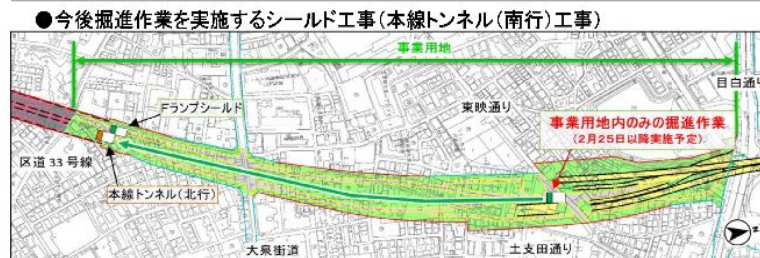 ●今後掘進作業を実施するシールド工事(本線トンネル(南行)工事)
事業用地
目白通り
Fランプシールド
東映通り
事業用地内のみの掘進作業
(2月25日以降実施予定)
区道33号線
本線トンネル(北行)
大泉街道
土支田通り